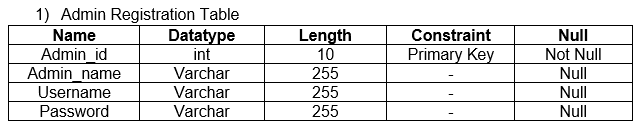 1) Admin Registration Table
Name Datatype Length Constraint Null
Admin_id int 10 Primary Key Not Null
Admin_name Varchar 255 - Null
Username Varchar 255 - Null
Password Varchar 255 - Null